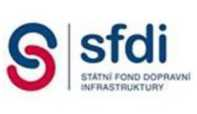 sfdi
STÁTNÍ FOND DOPRAVNÍ
INFRASTRUKTURY